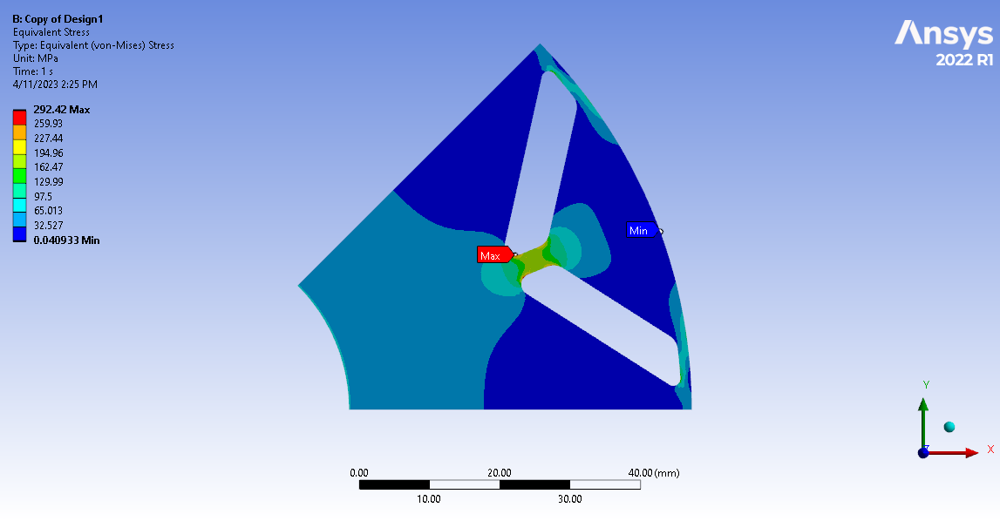 B: Copy of Design1
Equivalent Stress
Type: Equivalent (von-Mises) Stress
Unit: MPa
Time: 1 s
4/11/2023 2:25 PM
Ansys
2022 R1
292.42 Max
259.93
227.44
194.96
162.47
129.99
97.5
65.013
32.527
0.040933 Min
Min
Max
Y
X
Z
0.00 20.00 40.00 (mm)
10.00 30.00